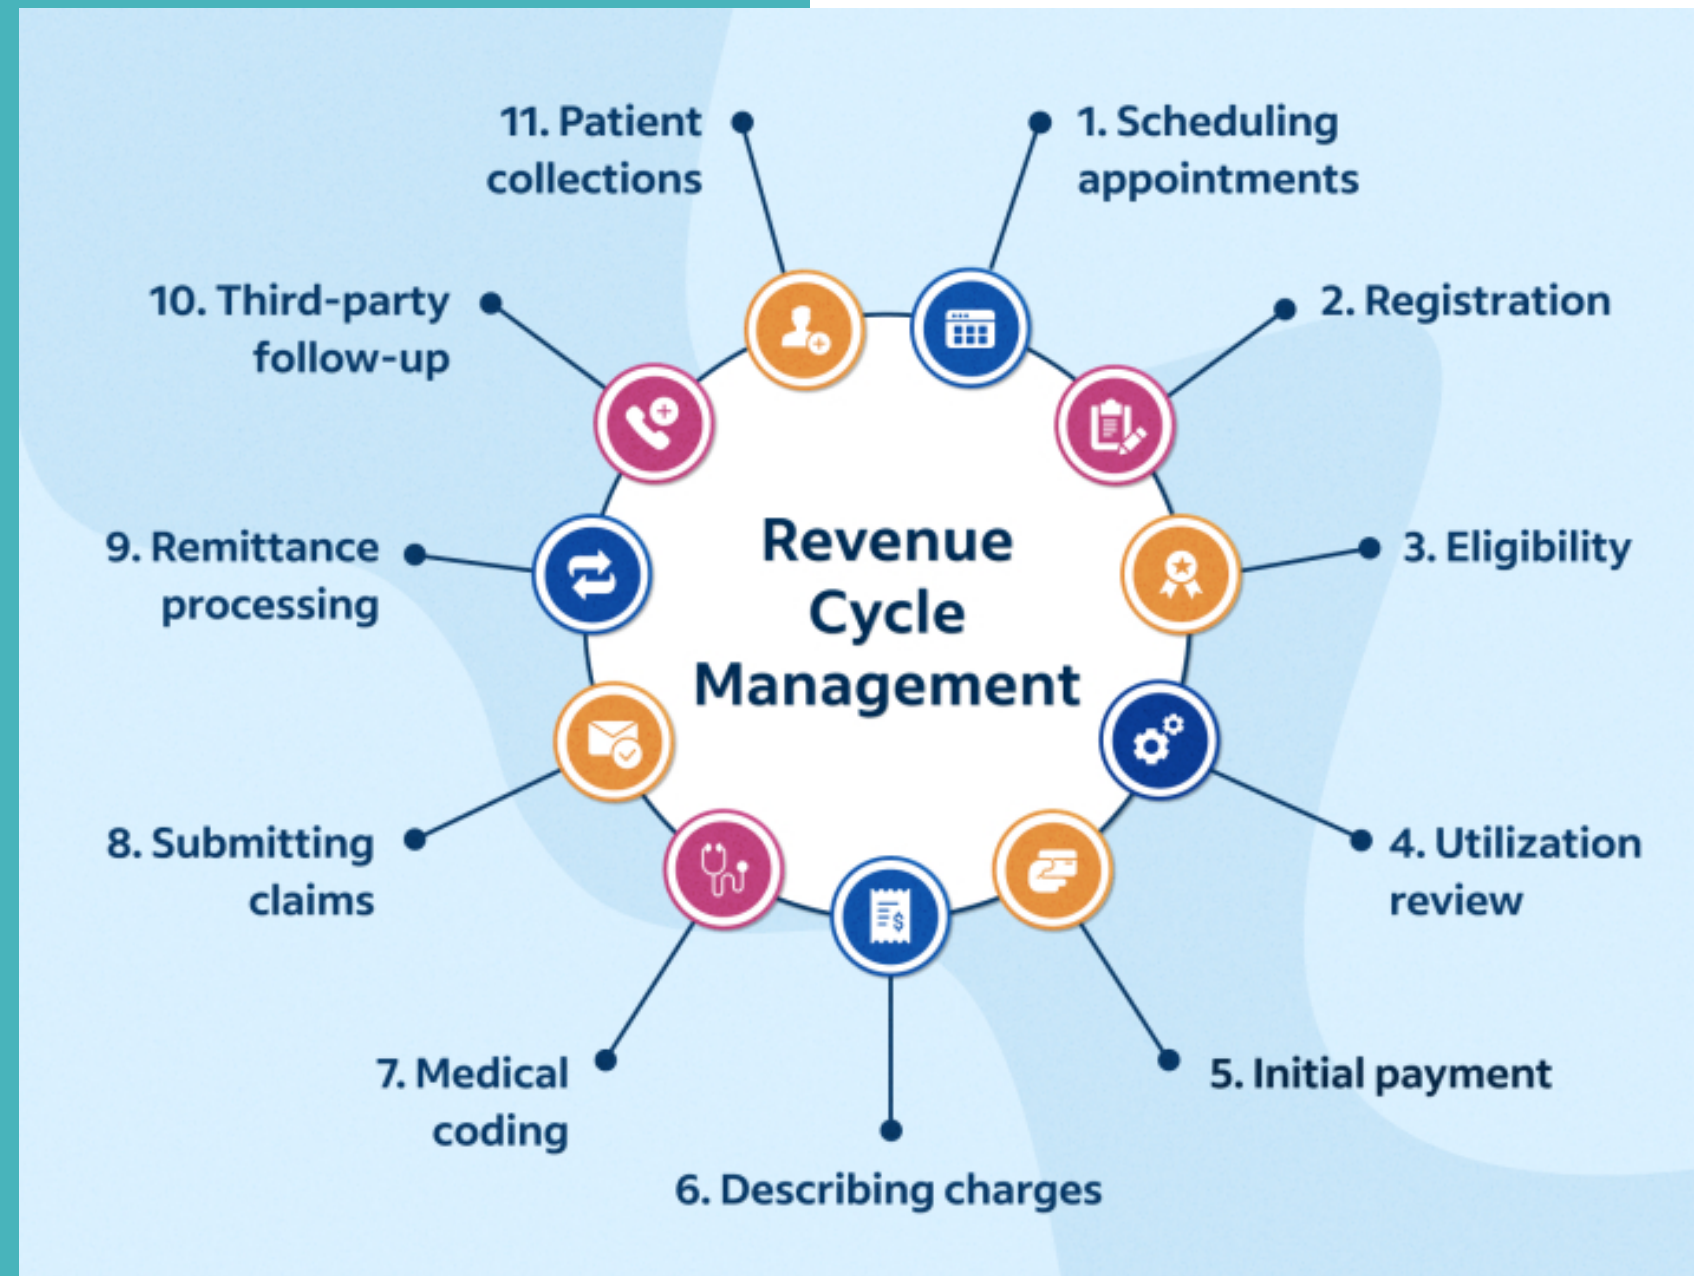 Revenue
Cycle
Management
1. Scheduling
appointments
2. Registration
3. Eligibility
4. Utilization
review
5. Initial payment
6. Describing charges
7. Medical
coding
8. Submitting
claims
9. Remittance
processing
10. Third-party
follow-up
11. Patient
collections